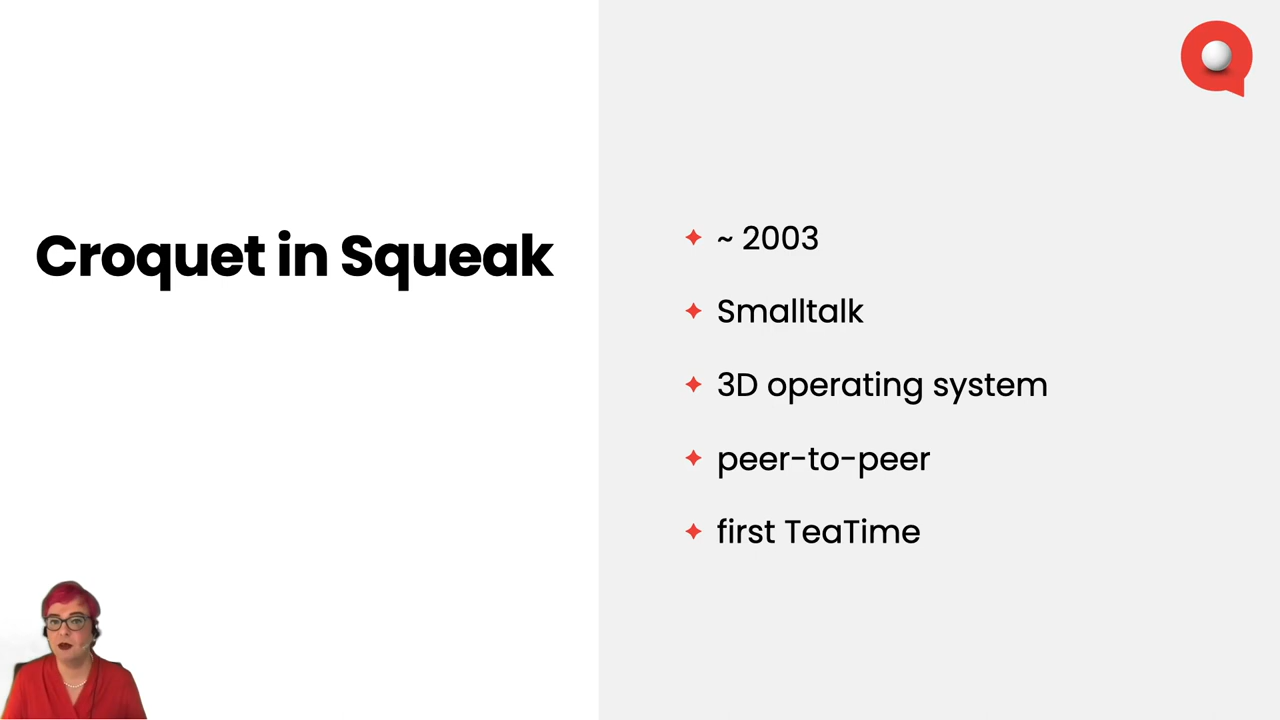 Croquet in Squeak
~ 2003
Smalltalk
3D operating system
peer-to-peer
first TeaTime